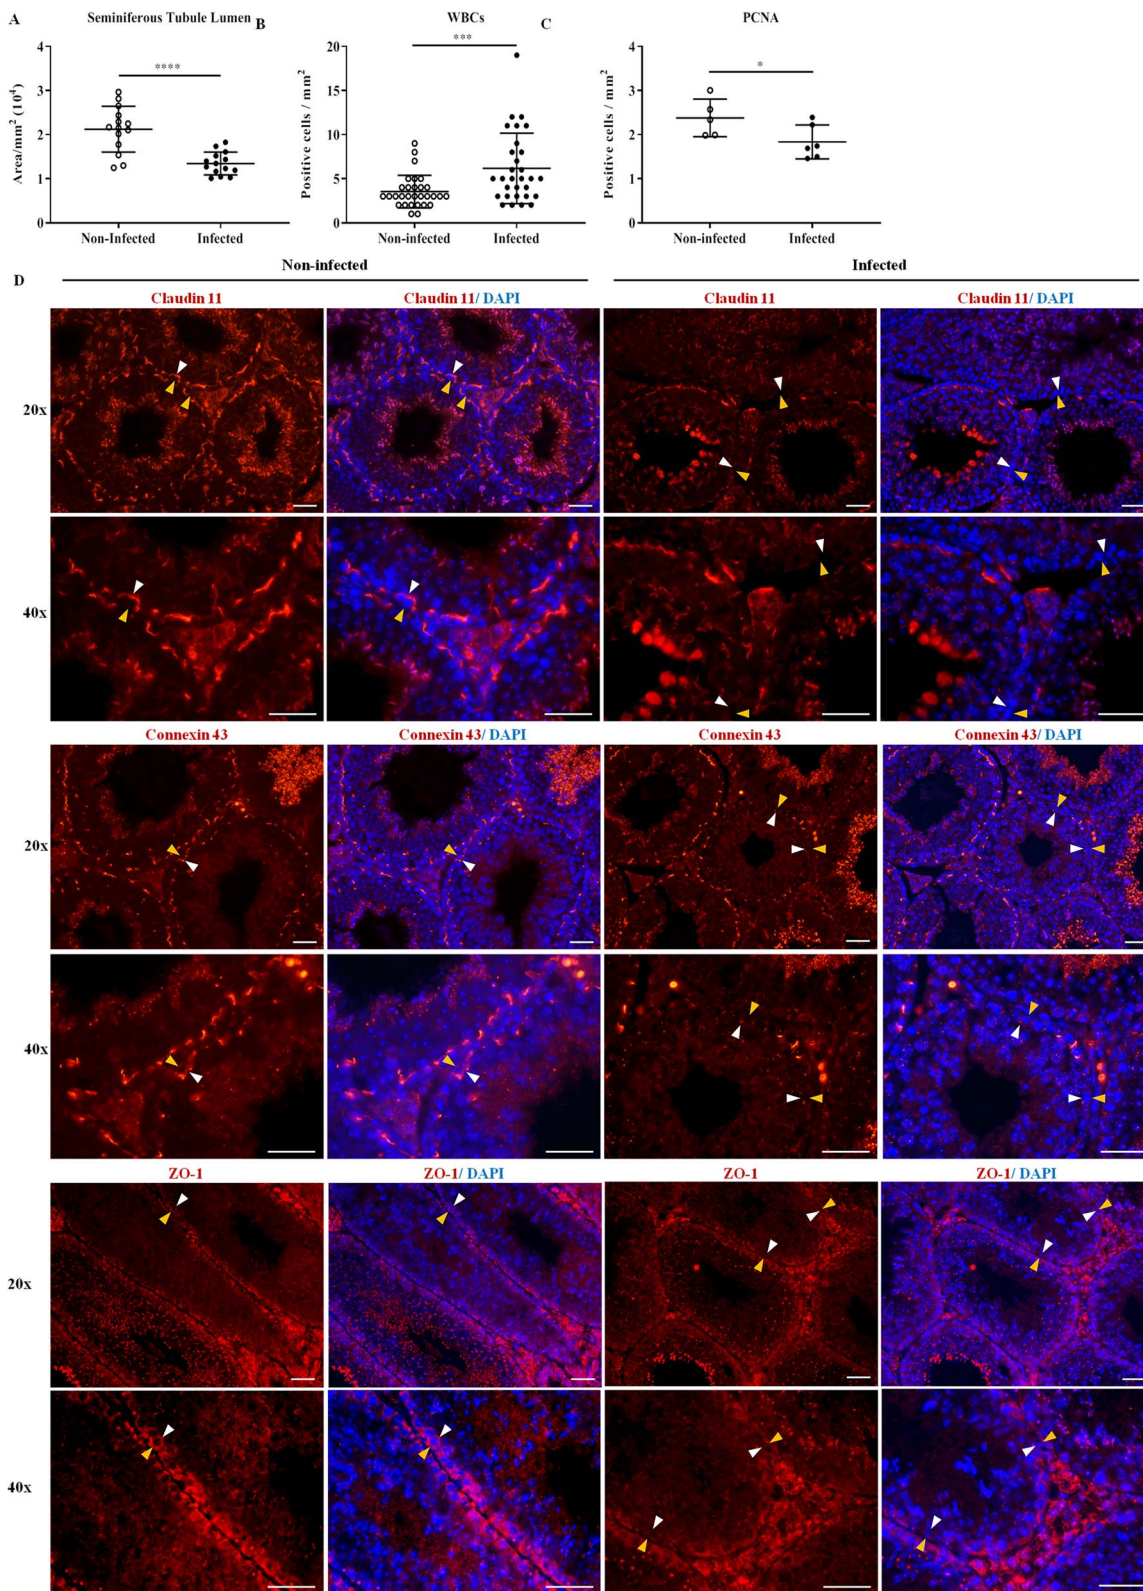 A
Seminiferous Tubule Lumen
B
WBCs
C
PCNA
Area/mm² (10⁴)
4
3
2
1
0
****
Non-Infected
Infected
Positive cells / mm²
20
15
10
5
0
***
Non-infected
Infected
Positive cells / mm²
4
3
2
1
0
*
Non-infected
Infected
D
Non-infected
Infected
Claudin 11
Claudin 11/ DAPI
Claudin 11
Claudin 11/ DAPI
20x
40x
Connexin 43
Connexin 43/ DAPI
Connexin 43
Connexin 43/ DAPI
20x
40x
ZO-1
ZO-1/ DAPI
ZO-1
ZO-1/ DAPI
20x
40x